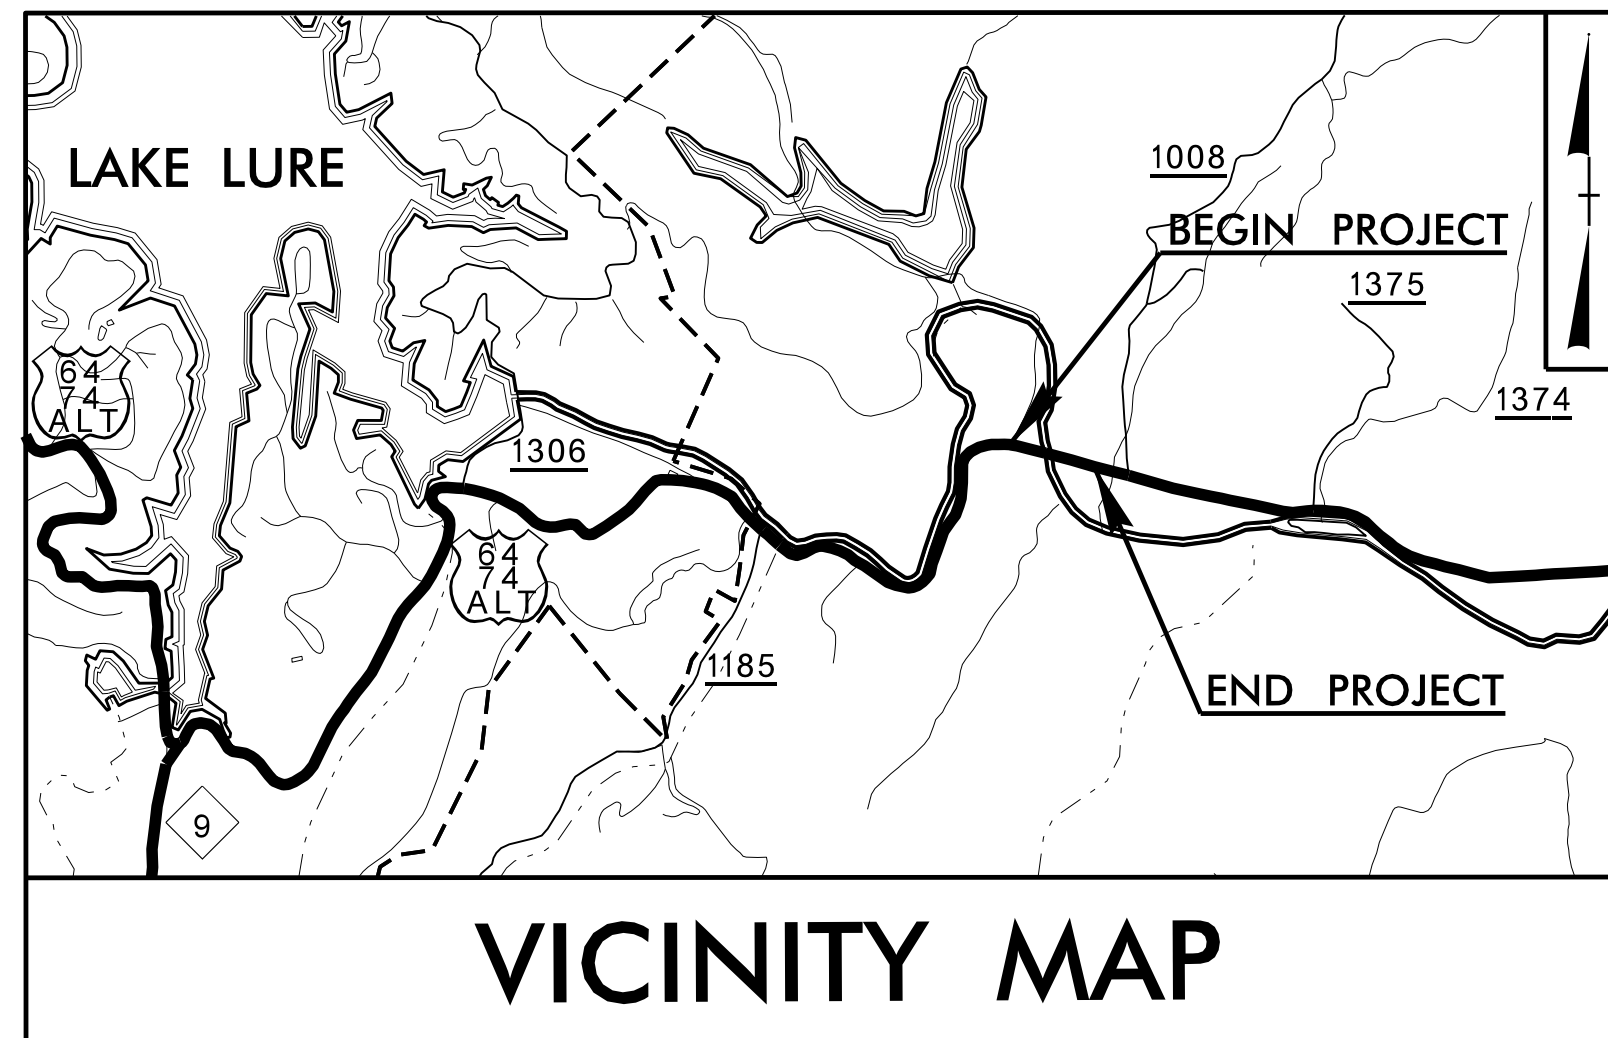 LAKE LURE
1008
BEGIN PROJECT
1375
64
74
ALT
1374
1306
64
74
ALT
1185
END PROJECT
9
VICINITY MAP